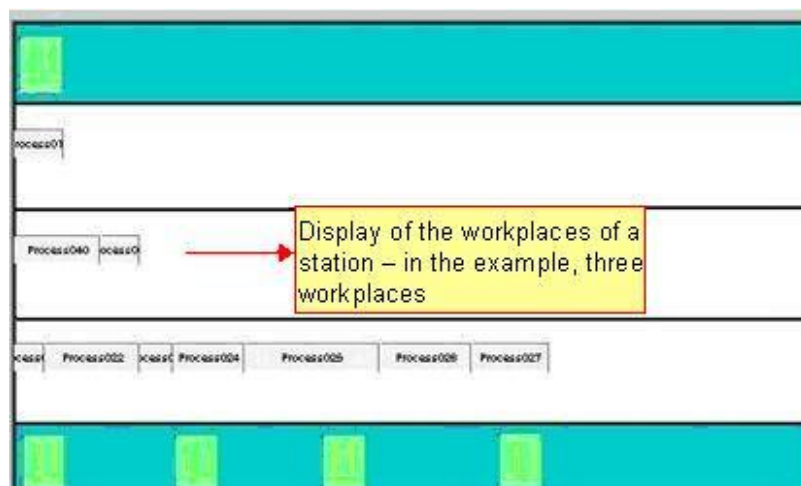 rocess01
Display of the workplaces of a
station – in the example, three
workplaces
Process040 ocess0
Process022 Process024 Process025 Process026 Process027